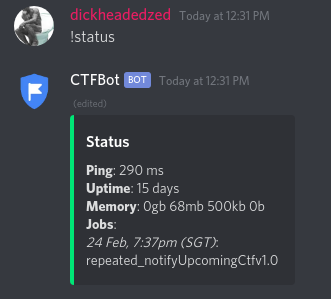 dickheadedzed Today at 12:31 PM
!status
CTFBot BOT Today at 12:31 PM
(edited)
Status
Ping: 290 ms
Uptime: 15 days
Memory: 0gb 68mb 500kb 0b
Jobs:
24 Feb, 7:37pm (SGT):
repeated_notifyUpcomingCtfv1.0